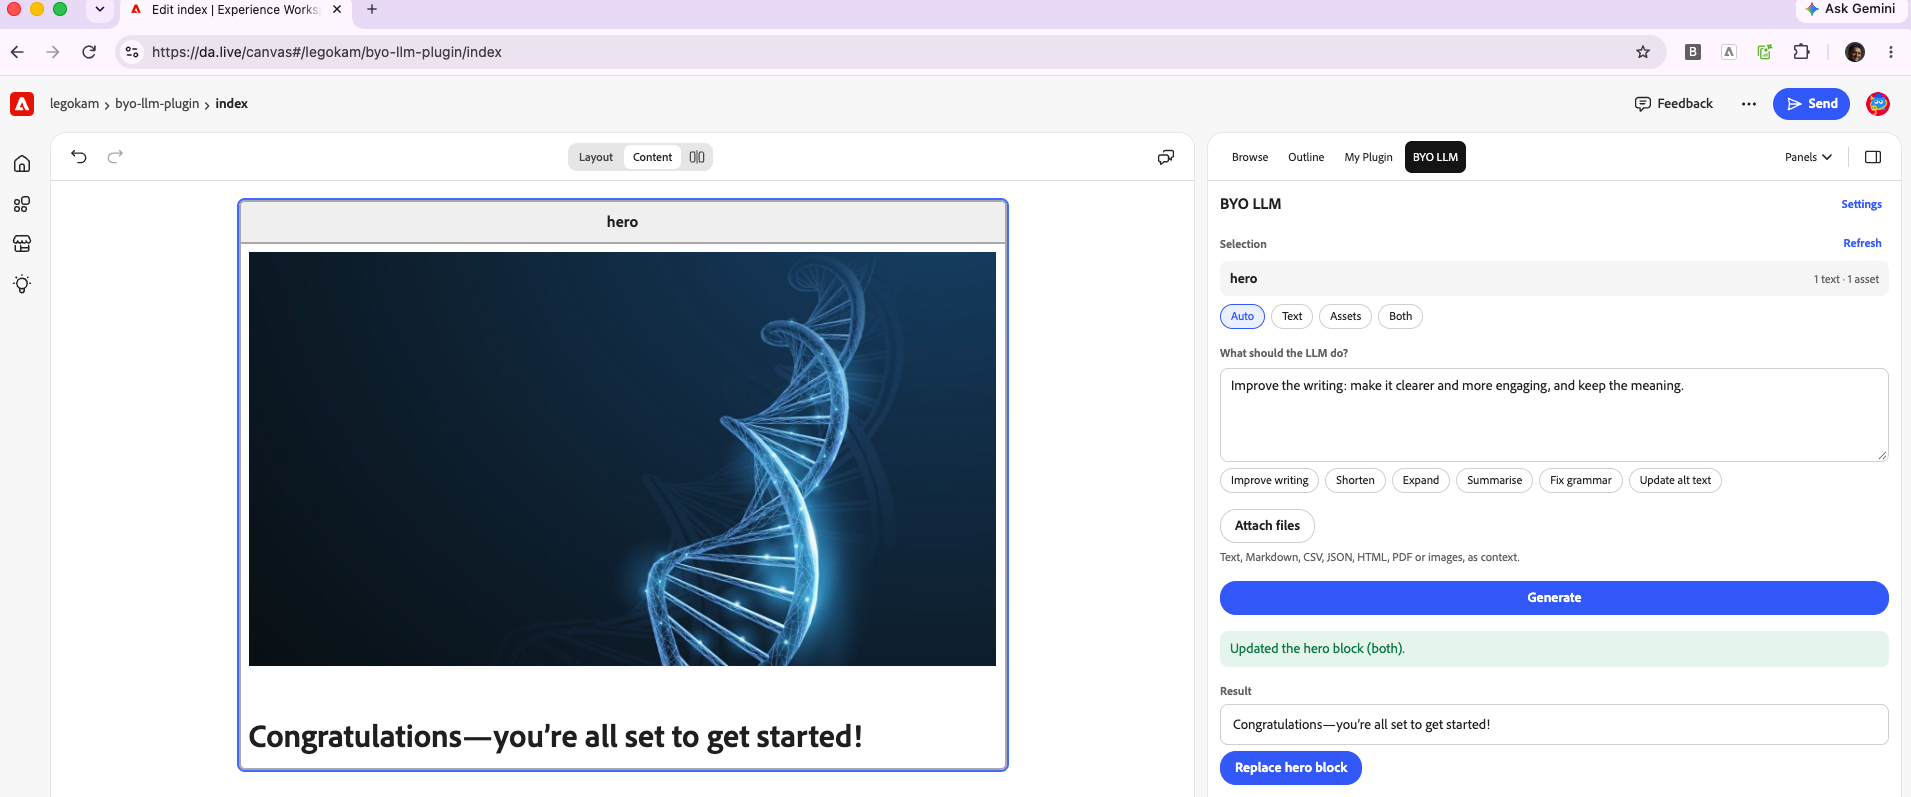 Edit index | Experience Works
Ask Gemini
https://da.live/canvas#/legokam/byo-llm-plugin/index
legokam > byo-llm-plugin > index
Feedback
Send
Layout
Content
Browse
Outline
My Plugin
BYO LLM
Panels
hero
Congratulations—you’re all set to get started!
BYO LLM
Settings
Selection
Refresh
hero
1 text · 1 asset
Auto
Text
Assets
Both
What should the LLM do?
Improve the writing: make it clearer and more engaging, and keep the meaning.
Improve writing
Shorten
Expand
Summarise
Fix grammar
Update alt text
Attach files
Text, Markdown, CSV, JSON, HTML, PDF or images, as context.
Generate
Updated the hero block (both).
Result
Congratulations—you’re all set to get started!
Replace hero block